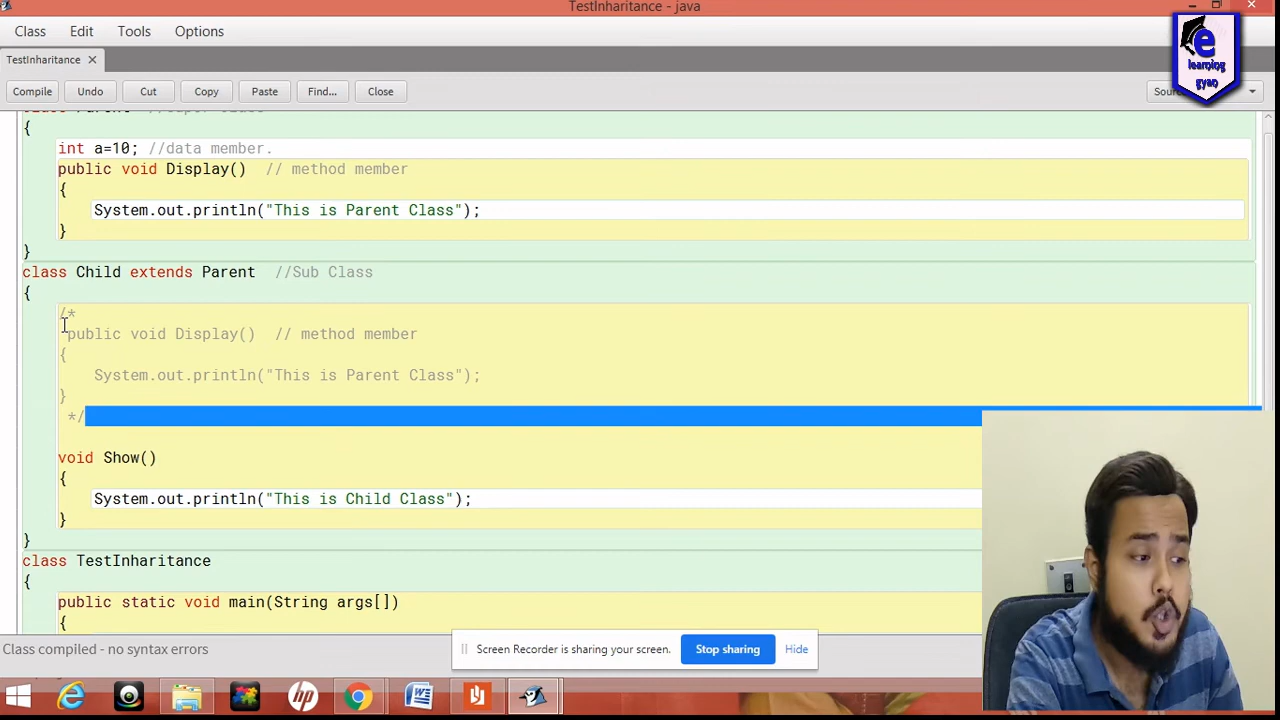 TestInharitance - java
Class Edit Tools Options
TestInharitance ×
Compile Undo Cut Copy Paste Find... Close
e
learning
gyan
{
int a=10; //data member.
public void Display() // method member
{
System.out.println("This is Parent Class");
}
}
class Child extends Parent //Sub Class
{
/*
public void Display() // method member
{
System.out.println("This is Parent Class");
}
*/
void Show()
{
System.out.println("This is Child Class");
}
}
class TestInharitance
{
public static void main(String args[])
{
Class compiled - no syntax errors
Screen Recorder is sharing your screen. Stop sharing Hide